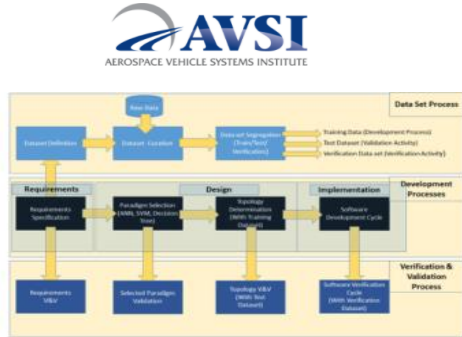 AVSI
AEROSPACE VEHICLE SYSTEMS INSTITUTE
Raw Data
Data Set Process
Dataset Definition
Dataset Curation
Data set Segregation
(Train/Test/
Verification)
Training Data (Development Process)
Test Dataset (Validation Activity)
Verification Data set (Verification Activity)
Requirements
Design
Implementation
Development
Processes
Requirements
Specification
Paradigm Selection
(ANN, SVM, Decision
Tree)
Topology
Determination
(With Training
Dataset)
Software
Development Cycle
Verification &
Validation
Process
Requirements
V&V
Selected Paradigm
Validation
Topology V&V
(With Test
Dataset)
Software Verification
Cycle
(With Verification
Dataset)